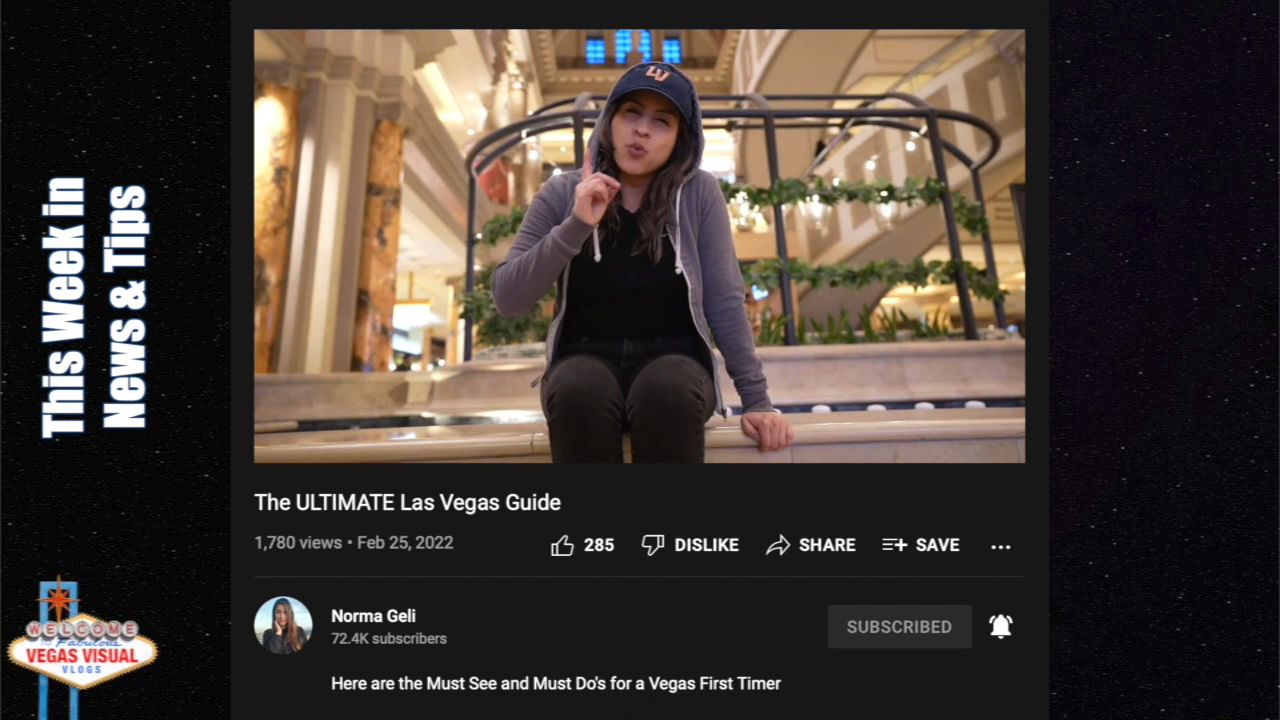 This Week in
News & Tips
LV
The ULTIMATE Las Vegas Guide
1,780 views • Feb 25, 2022
285 DISLIKE SHARE SAVE
Norma Geli
72.4K subscribers
SUBSCRIBED
Here are the Must See and Must Do's for a Vegas First Timer
WELCOME
to Fabulous
VEGAS VISUAL
VLOGS